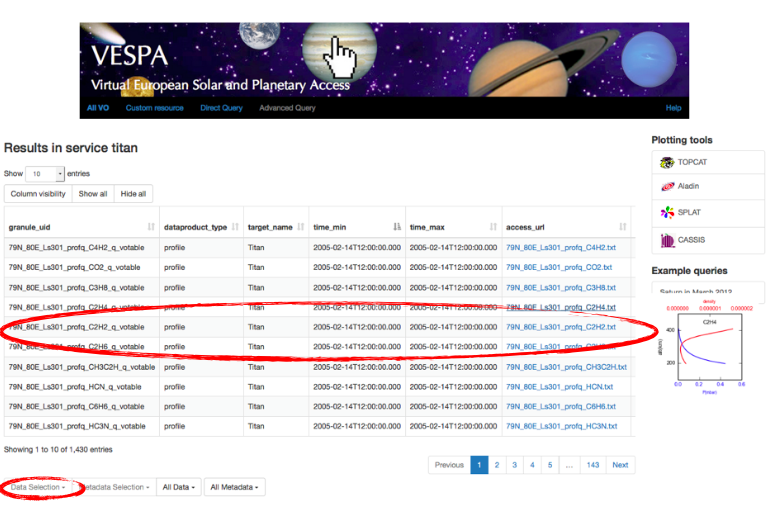 VESPA
Virtual European Solar and Planetary Access
All VO Custom resource Direct Query Advanced Query Help
Results in service titan
Show 10 entries
Column visibility Show all Hide all
granule_uid dataproduct_type target_name time_min time_max access_url
79N_80E_Ls301_profq_C4H2_q_votable profile Titan 2005-02-14T12:00:00.000 2005-02-14T12:00:00.000 79N_80E_Ls301_profq_C4H2.txt
79N_80E_Ls301_profq_CO2_q_votable profile Titan 2005-02-14T12:00:00.000 2005-02-14T12:00:00.000 79N_80E_Ls301_profq_CO2.txt
79N_80E_Ls301_profq_C3H8_q_votable profile Titan 2005-02-14T12:00:00.000 2005-02-14T12:00:00.000 79N_80E_Ls301_profq_C3H8.txt
79N_80E_Ls301_profq_C2H4_q_votable profile Titan 2005-02-14T12:00:00.000 2005-02-14T12:00:00.000 79N_80E_Ls301_profq_C2H4.txt
79N_80E_Ls301_profq_C2H2_q_votable profile Titan 2005-02-14T12:00:00.000 2005-02-14T12:00:00.000 79N_80E_Ls301_profq_C2H2.txt
79N_80E_Ls301_profq_C2H6_q_votable profile Titan 2005-02-14T12:00:00.000 2005-02-14T12:00:00.000
79N_80E_Ls301_profq_CH3C2H_q_votable profile Titan 2005-02-14T12:00:00.000 2005-02-14T12:00:00.000 79N_80E_Ls301_profq_CH3C2H.txt
79N_80E_Ls301_profq_HCN_q_votable profile Titan 2005-02-14T12:00:00.000 2005-02-14T12:00:00.000 79N_80E_Ls301_profq_HCN.txt
79N_80E_Ls301_profq_C6H6_q_votable profile Titan 2005-02-14T12:00:00.000 2005-02-14T12:00:00.000 79N_80E_Ls301_profq_C6H6.txt
79N_80E_Ls301_profq_HC3N_q_votable profile Titan 2005-02-14T12:00:00.000 2005-02-14T12:00:00.000 79N_80E_Ls301_profq_HC3N.txt
Showing 1 to 10 of 1,430 entries
Previous 1 2 3 4 5 ... 143 Next
Data Selection Metadata Selection All Data All Metadata
Plotting tools
TOPCAT
Aladin
SPLAT
CASSIS
Example queries
Saturn in March 2012
density
0.000000 0.000001 0.000002
C2H4
400
alt(km)
200
0.0 0.2 0.4 0.6
P(mbar)